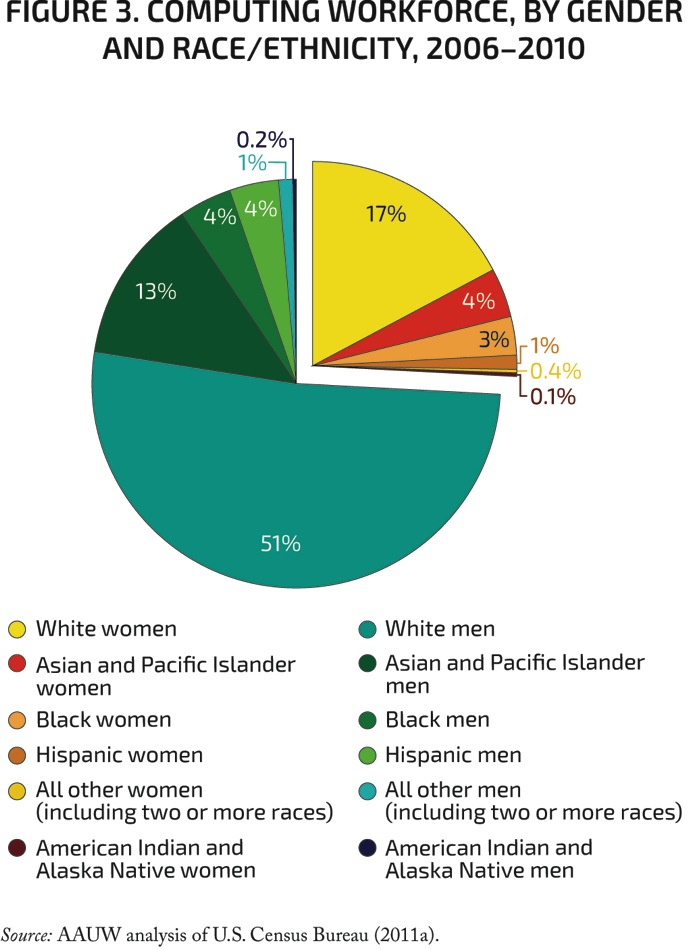 FIGURE 3. COMPUTING WORKFORCE, BY GENDER
AND RACE/ETHNICITY, 2006–2010
0.2%
1%
17%
4%
4%
13%
4%
3%
1%
0.4%
0.1%
51%
White women
Asian and Pacific Islander
women
Black women
Hispanic women
All other women
(including two or more races)
American Indian and
Alaska Native women
White men
Asian and Pacific Islander
men
Black men
Hispanic men
All other men
(including two or more races)
American Indian and
Alaska Native men
Source: AAUW analysis of U.S. Census Bureau (2011a).